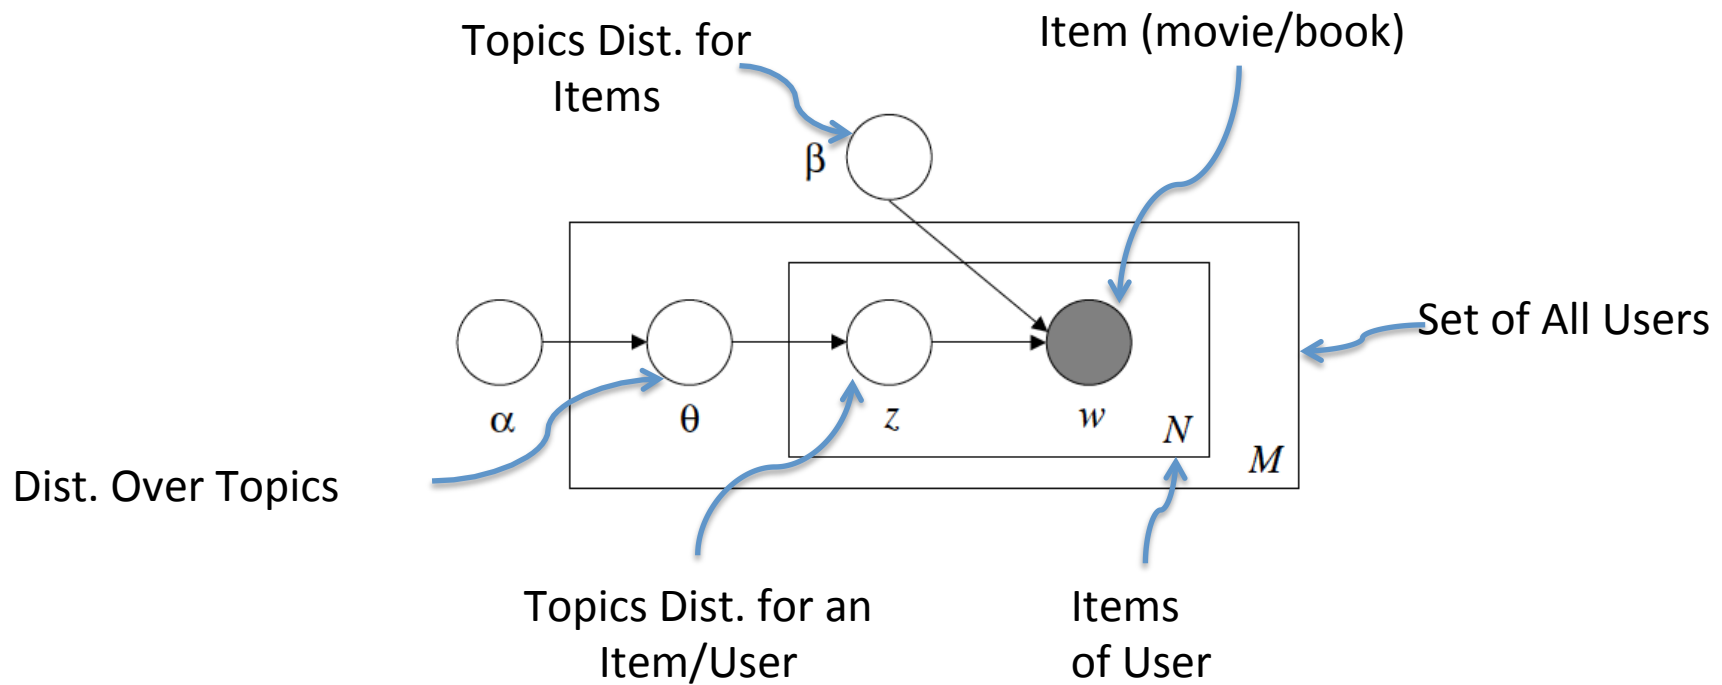 Topics Dist. for
Items
Item (movie/book)
β
Set of All Users
α
θ
z
w
N
M
Dist. Over Topics
Topics Dist. for an
Item/User
Items
of User